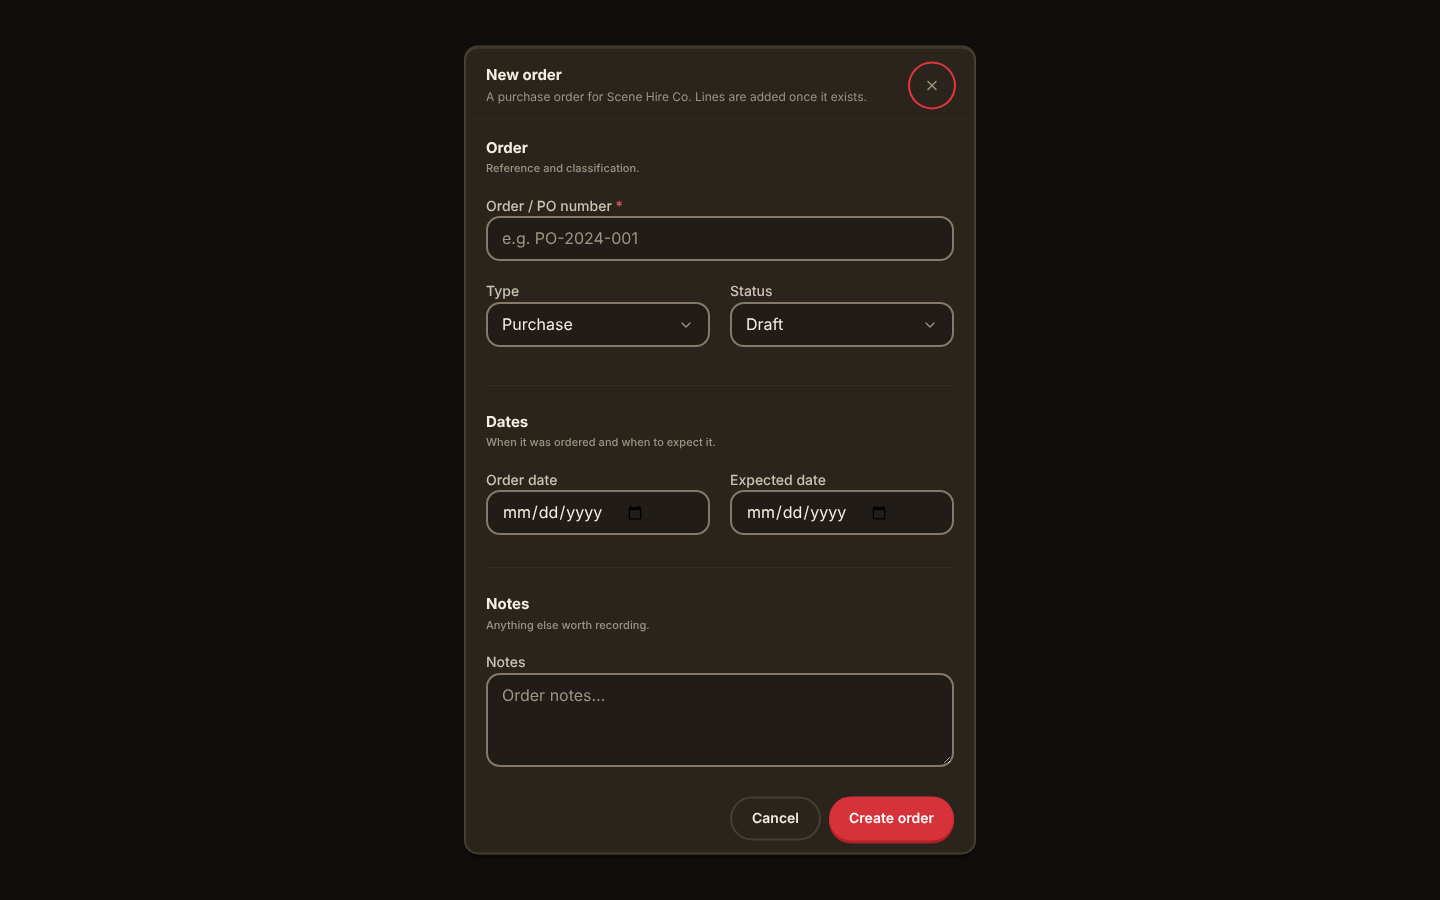 New order
A purchase order for Scene Hire Co. Lines are added once it exists.
Order
Reference and classification.
Order / PO number *
e.g. PO-2024-001
Type
Status
Purchase
Draft
Dates
When it was ordered and when to expect it.
Order date
Expected date
mm/dd/yyyy
mm/dd/yyyy
Notes
Anything else worth recording.
Notes
Order notes...
Cancel
Create order